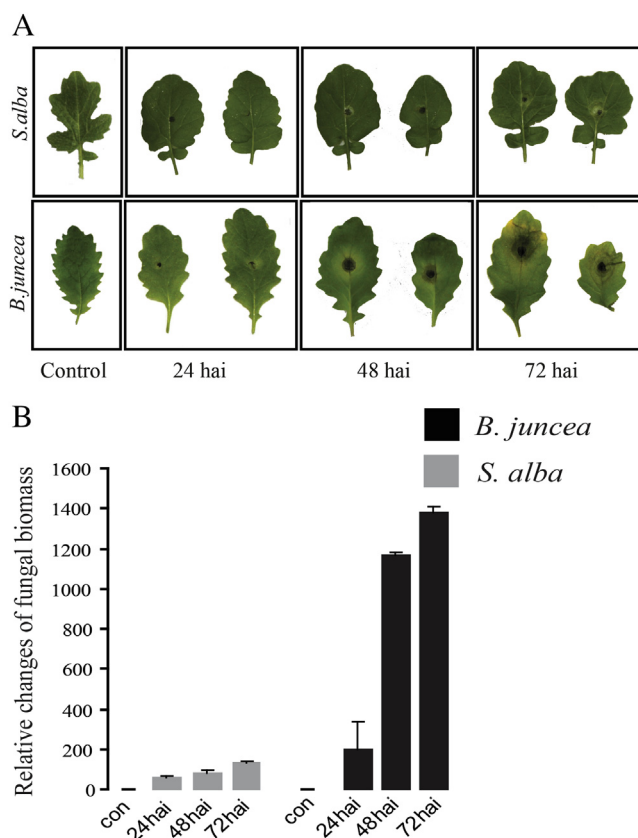 A
S.alba
B.juncea
Control 24 hai 48 hai 72 hai
B
B. juncea
S. alba
Relative changes of fungal biomass
1600
1400
1200
1000
800
600
400
200
0
con 24hai 48hai 72hai con 24hai 48hai 72hai